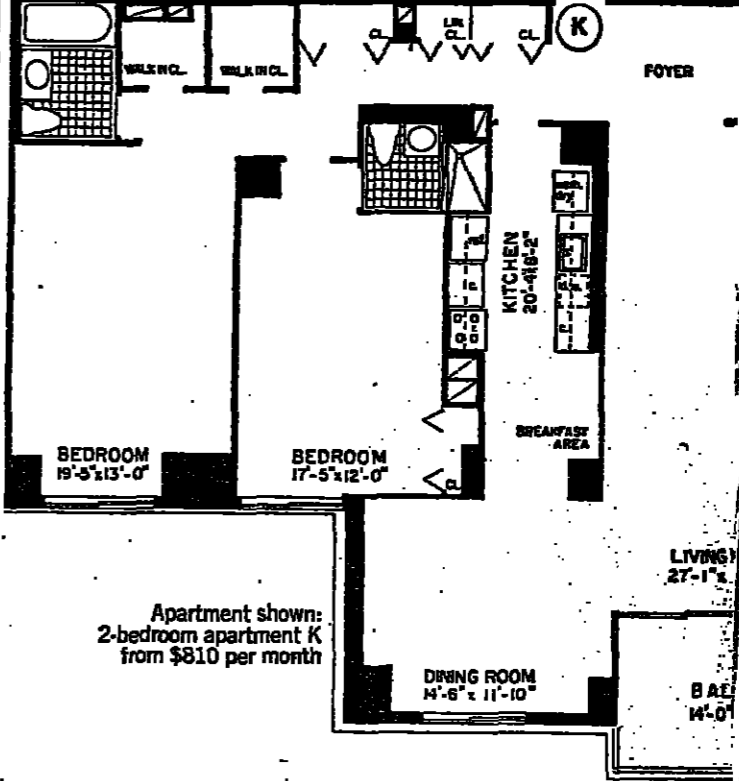 LIN.
CL.
CL.
CL.
K
WALK IN CL.
WALK IN CL.
FOYER
KITCHEN
20'-4"x8'-2"
BREAKFAST
AREA
BEDROOM
19'-5"x13'-0"
BEDROOM
17'-5"x12'-0"
CL.
LIVING
27'-1"x
Apartment shown:
2-bedroom apartment K
from $810 per month
DINING ROOM
14'-6" x 11'-10"
BAL
14'-0"